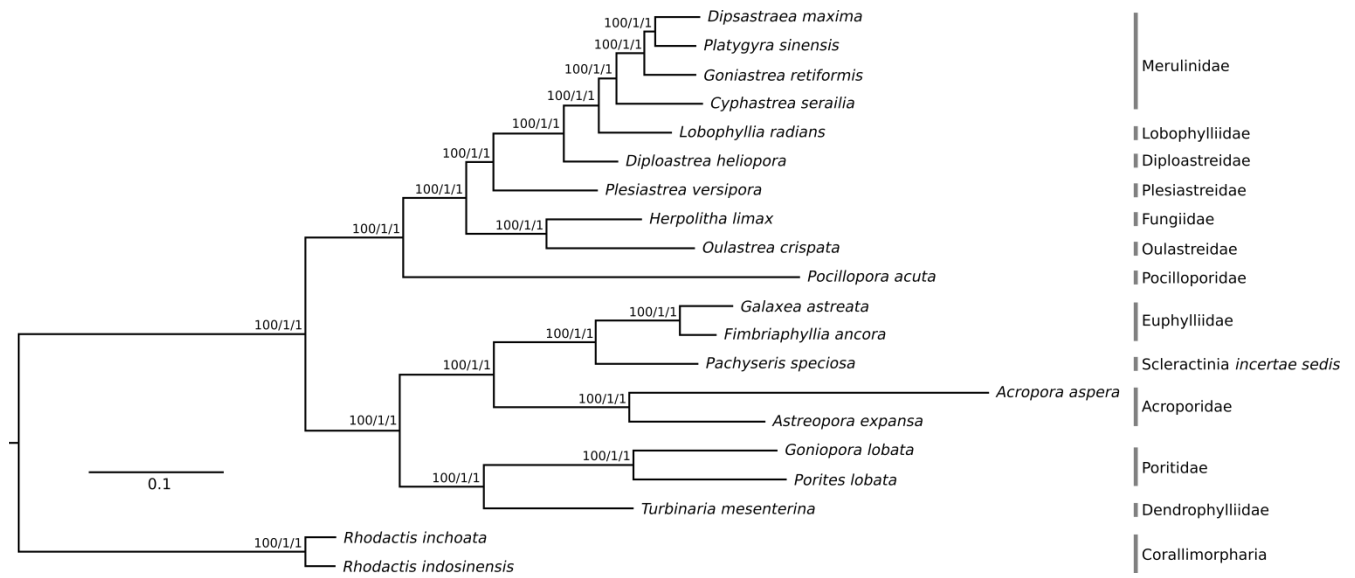 100/1/1 Dipsastraea maxima
100/1/1 Platygyra sinensis
Merulinidae
100/1/1 Goniastrea retiformis
100/1/1 Cyphastrea serailia
100/1/1 Lobophyllia radians Lobophylliidae
100/1/1 Diploastrea heliopora Diploastreidae
100/1/1 Plesiastrea versipora Plesiastreidae
100/1/1 Herpolitha limax Fungiidae
100/1/1 Oulastrea crispata Oulastreidae
Pocillopora acuta Pocilloporidae
100/1/1 Galaxea astreata
Euphylliidae
100/1/1 Fimbriaphyllia ancora
100/1/1 Pachyseris speciosa Scleractinia incertae sedis
100/1/1 Acropora aspera
100/1/1 Acroporidae
Astreopora expansa
100/1/1 Goniopora lobata
100/1/1 Poritidae
Porites lobata
0.1
Turbinaria mesenterina Dendrophylliidae
100/1/1 Rhodactis inchoata
Corallimorpharia
Rhodactis indosinensis